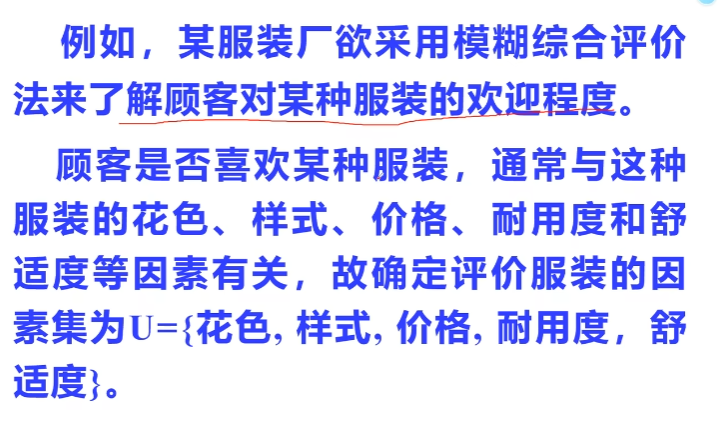 例如，某服装厂欲采用模糊综合评价
法来了解顾客对某种服装的欢迎程度。
顾客是否喜欢某种服装，通常与这种
服装的花色、样式、价格、耐用度和舒
适度等因素有关，故确定评价服装的因
素集为U={花色, 样式, 价格, 耐用度，舒
适度}。